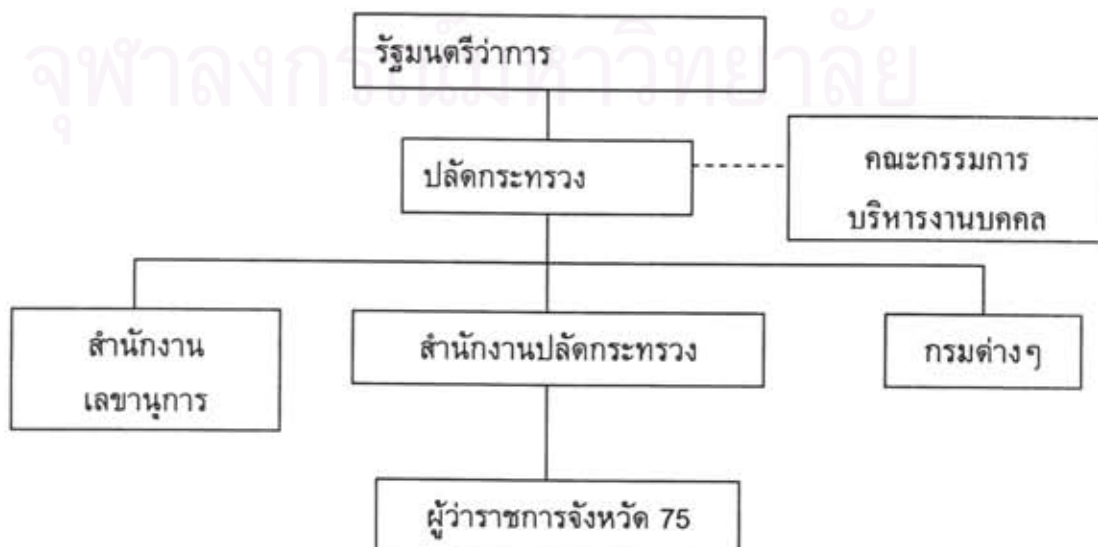 จุฬาลงกรณ์มหาวิทยาลัย
รัฐมนตรีว่าการ
ปลัดกระทรวง
คณะกรรมการ
บริหารงานบคคล
สำนักงาน
เลขานุการ
สำนักงานปลัดกระทรวง
กรมต่างๆ
ผู้ว่าราชการจังหวัด 75